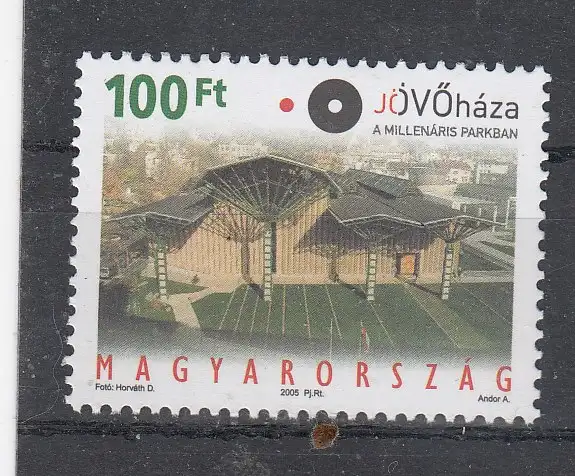 100 Ft
JÖVŐháza
A MILLENÁRIS PARKBAN
MAGYARORSZÁG
Fotó: Horváth D.
2005 Pj.Rt.
Andor A.